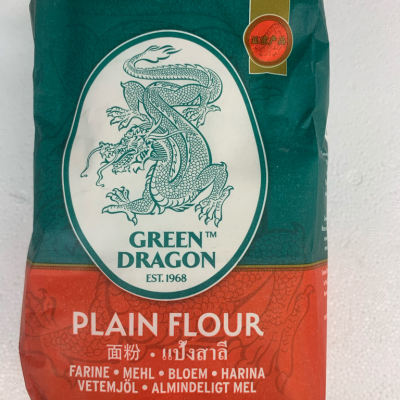 GREEN™
DRAGON
EST. 1968
PLAIN FLOUR
面粉 • แป้งสาลี
FARINE • MEHL • BLOEM • HARINA
VETEMJÖL • ALMINDELIGT MEL